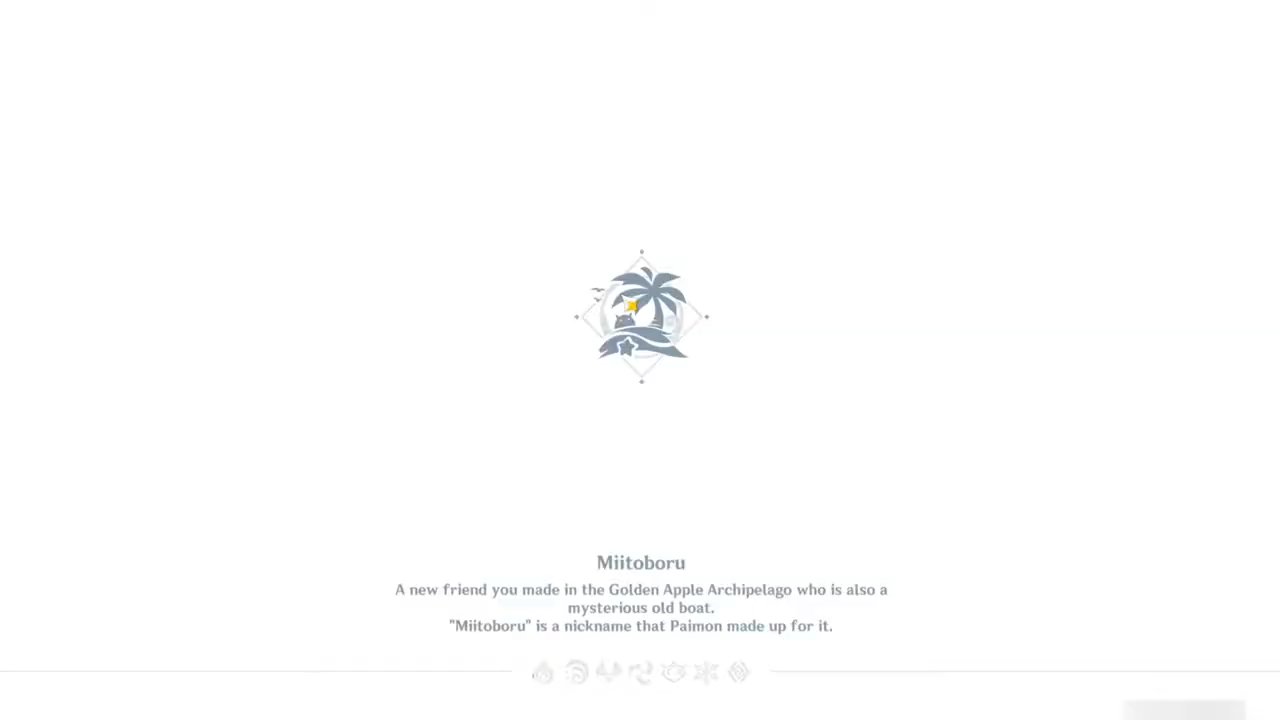 Miitoboru
A new friend you made in the Golden Apple Archipelago who is also a
mysterious old boat.
"Miitoboru" is a nickname that Paimon made up for it.